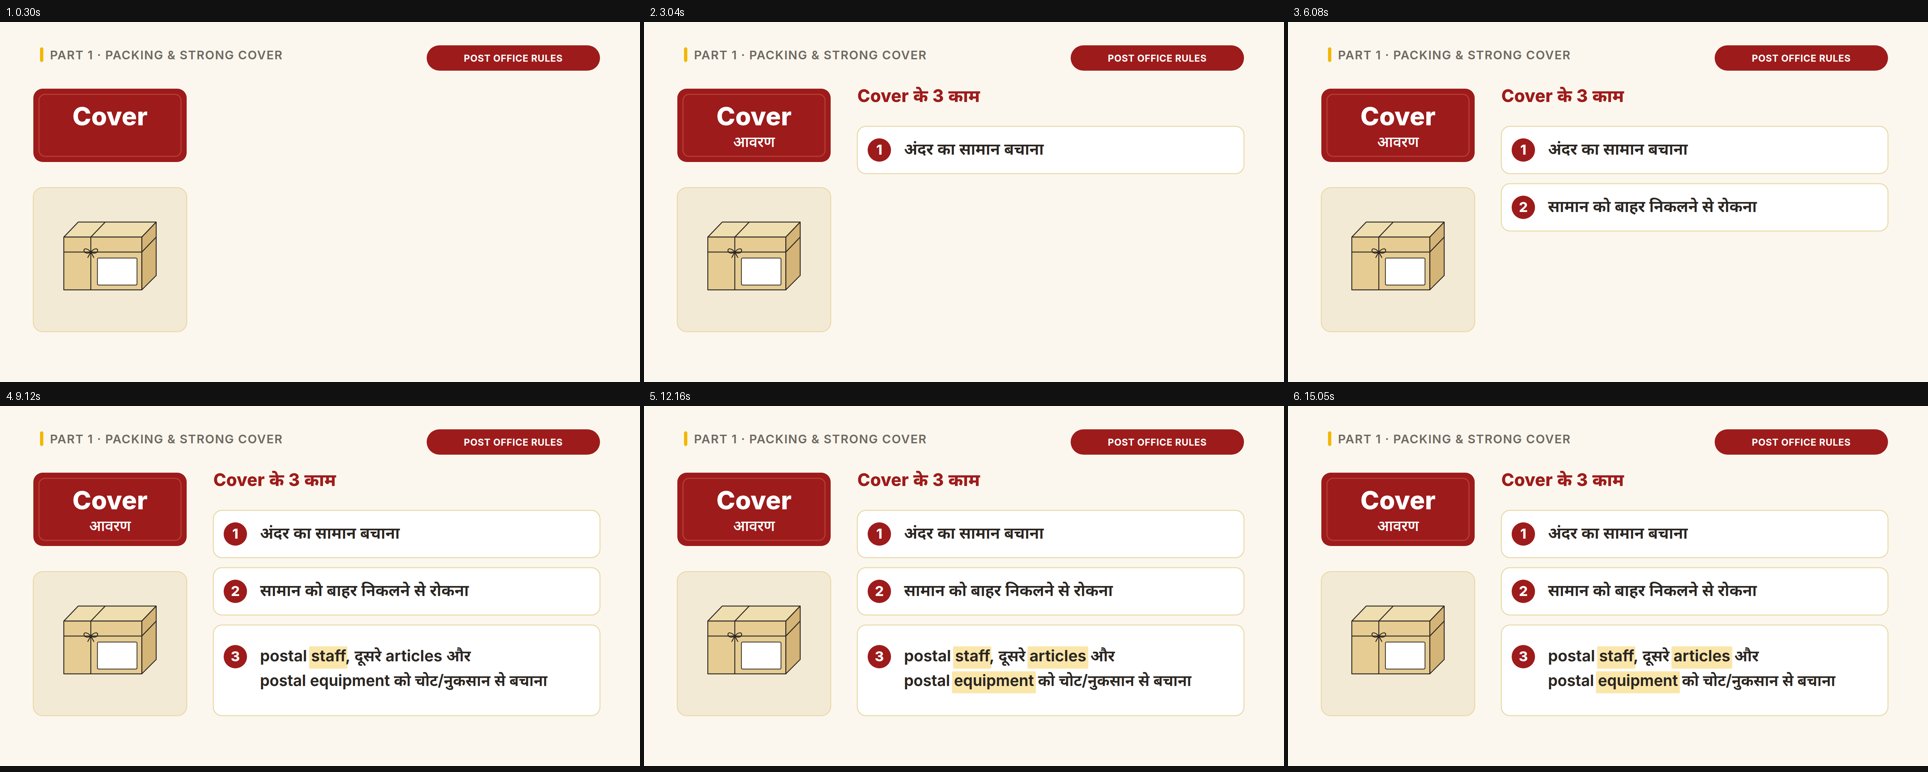 1. 0.30s
PART 1 · PACKING & STRONG COVER
POST OFFICE RULES
Cover
2. 3.04s
PART 1 · PACKING & STRONG COVER
POST OFFICE RULES
Cover
आवरण
Cover के 3 काम
1 अंदर का सामान बचाना
3. 6.08s
PART 1 · PACKING & STRONG COVER
POST OFFICE RULES
Cover
आवरण
Cover के 3 काम
1 अंदर का सामान बचाना
2 सामान को बाहर निकलने से रोकना
4. 9.12s
PART 1 · PACKING & STRONG COVER
POST OFFICE RULES
Cover
आवरण
Cover के 3 काम
1 अंदर का सामान बचाना
2 सामान को बाहर निकलने से रोकना
3 postal staff, दूसरे articles और
postal equipment को चोट/नुकसान से बचाना
5. 12.16s
PART 1 · PACKING & STRONG COVER
POST OFFICE RULES
Cover
आवरण
Cover के 3 काम
1 अंदर का सामान बचाना
2 सामान को बाहर निकलने से रोकना
3 postal staff, दूसरे articles और
postal equipment को चोट/नुकसान से बचाना
6. 15.05s
PART 1 · PACKING & STRONG COVER
POST OFFICE RULES
Cover
आवरण
Cover के 3 काम
1 अंदर का सामान बचाना
2 सामान को बाहर निकलने से रोकना
3 postal staff, दूसरे articles और
postal equipment को चोट/नुकसान से बचाना